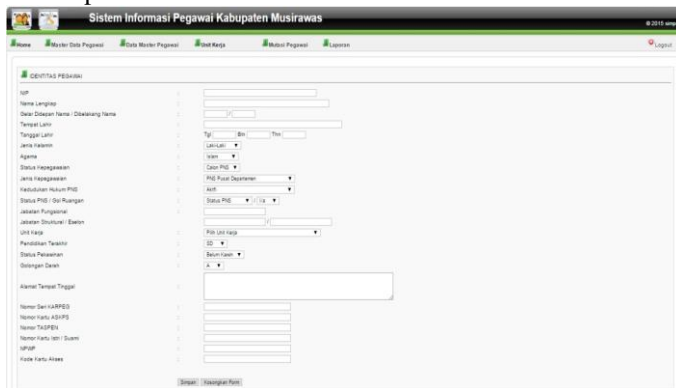 Sistem Informasi Pegawai Kabupaten Musirawas
© 2015 simp
Home Master Data Pegawai Data Master Pegawai Unit Kerja Mutasi Pegawai Laporan Logout
IDENTITAS PEGAWAI
NIP :
Nama Lengkap :
Gelar Didepan Nama / Dibelakang Nama : /
Tempat Lahir :
Tanggal Lahir : Tgl Bln Thn
Jenis Kelamin : Laki-Laki
Agama : Islam
Status Kepegawaian : Calon PNS
Jenis Kepegawaian : PNS Pusat Departemen
Kedudukan Hukum PNS : Aktif
Status PNS / Gol Ruangan : Status PNS / I/a
Jabatan Fungsional :
Jabatan Struktural / Eselon : /
Unit Kerja : Pilih Unit Kerja
Pendidikan Terakhir : SD
Status Perkawinan : Belum Kawin
Golongan Darah : A
Alamat Tempat Tinggal :
Nomor Seri KARPEG :
Nomor Kartu ASKES :
Nomor TASPEN :
Nomor Kartu Istri / Suami :
NPWP :
Kode Kartu Akses :
Simpan Kosongkan Form